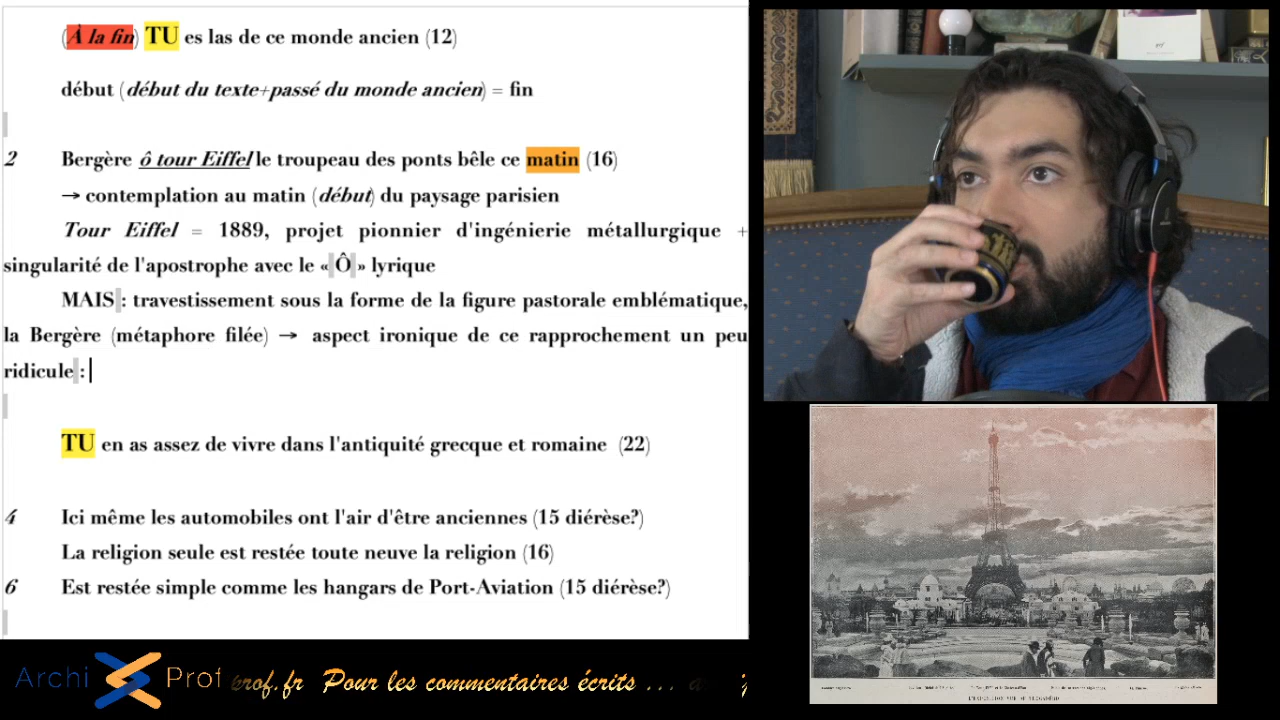 (À la fin) TU es las de ce monde ancien (12)
début (début du texte+passé du monde ancien) = fin
2 Bergère ô tour Eiffel le troupeau des ponts bêle ce matin (16)
→ contemplation au matin (début) du paysage parisien
Tour Eiffel = 1889, projet pionnier d'ingénierie métallurgique +
singularité de l'apostrophe avec le « Ô » lyrique
MAIS : travestissement sous la forme de la figure pastorale emblématique,
la Bergère (métaphore filée) → aspect ironique de ce rapprochement un peu
ridicule :
TU en as assez de vivre dans l'antiquité grecque et romaine (22)
4 Ici même les automobiles ont l'air d'être anciennes (15 diérèse?)
La religion seule est restée toute neuve la religion (16)
6 Est restée simple comme les hangars de Port-Aviation (15 diérèse?)
Archi Prof
prof.fr Pour les commentaires écrits ...